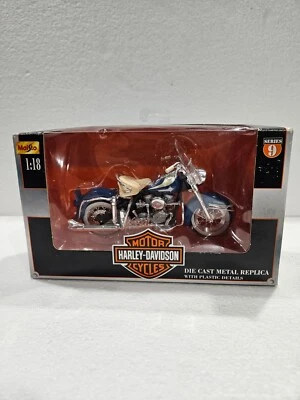 Maisto
1:18
SERIES
9
MOTOR
HARLEY-DAVIDSON
CYCLES
DIE CAST METAL REPLICA
WITH PLASTIC DETAILS